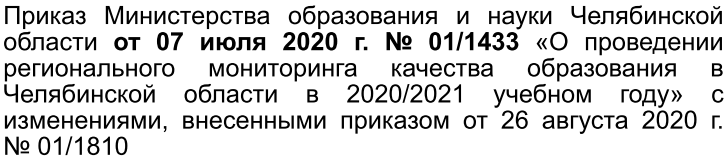 Приказ Министерства образования и науки Челябинской
области от 07 июля 2020 г. № 01/1433 «О проведении
регионального мониторинга качества образования в
Челябинской области в 2020/2021 учебном году» с
изменениями, внесенными приказом от 26 августа 2020 г.
№ 01/1810